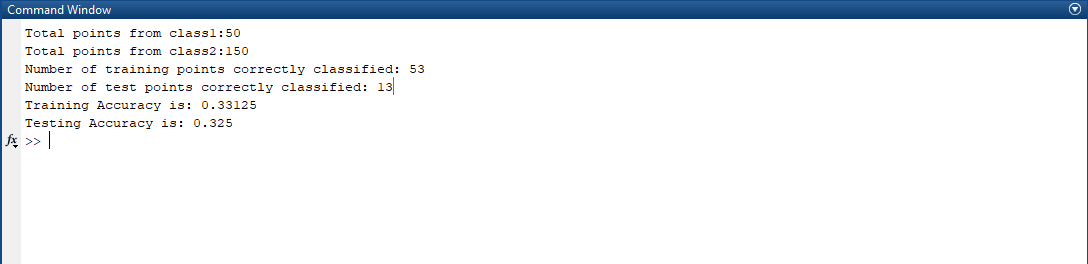 Command Window
Total points from class1:50
Total points from class2:150
Number of training points correctly classified: 53
Number of test points correctly classified: 13
Training Accuracy is: 0.33125
Testing Accuracy is: 0.325
fx >>